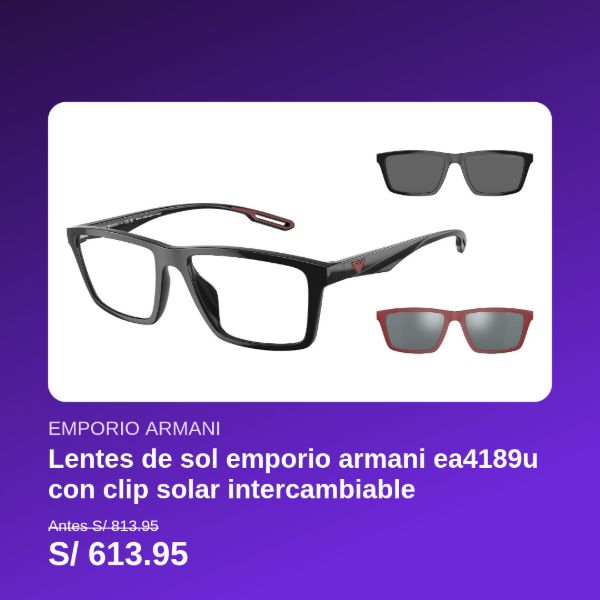 EMPORIO ARMANI
Lentes de sol emporio armani ea4189u
con clip solar intercambiable
Antes S/ 813.95
S/ 613.95